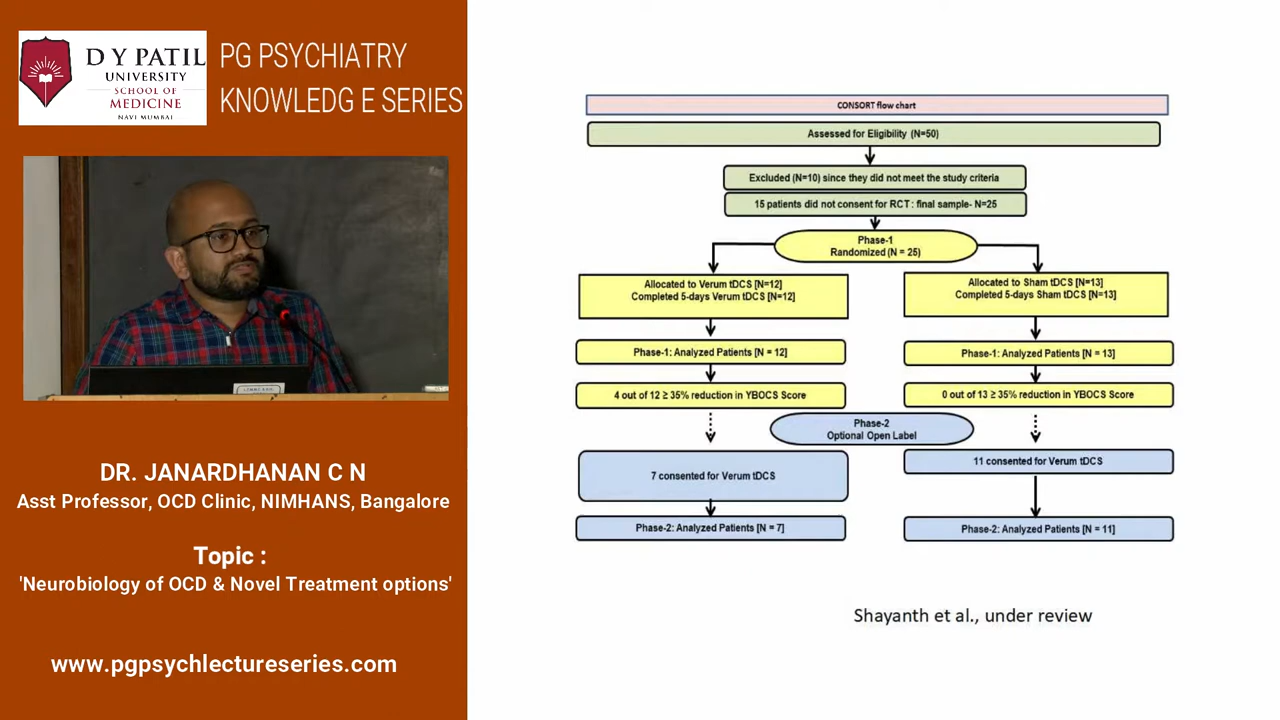 D Y PATIL
UNIVERSITY
SCHOOL OF
MEDICINE
NAVI MUMBAI
PG PSYCHIATRY
KNOWLEDG E SERIES
DR. JANARDHANAN C N
Asst Professor, OCD Clinic, NIMHANS, Bangalore
Topic :
'Neurobiology of OCD & Novel Treatment options'
www.pgpsychlectureseries.com
CONSORT flow chart
Assessed for Eligibility (N=50)
Excluded (N=10) since they did not meet the study criteria
15 patients did not consent for RCT : final sample- N=25
Phase-1
Randomized (N = 25)
Allocated to Verum tDCS [N=12]
Completed 5-days Verum tDCS [N=12]
Allocated to Sham tDCS [N=13]
Completed 5-days Sham tDCS [N=13]
Phase-1: Analyzed Patients [N = 12]
Phase-1: Analyzed Patients [N = 13]
4 out of 12 ≥ 35% reduction in YBOCS Score
0 out of 13 ≥ 35% reduction in YBOCS Score
Phase-2
Optional Open Label
7 consented for Verum tDCS
11 consented for Verum tDCS
Phase-2: Analyzed Patients [N = 7]
Phase-2: Analyzed Patients [N = 11]
Shayanth et al., under review